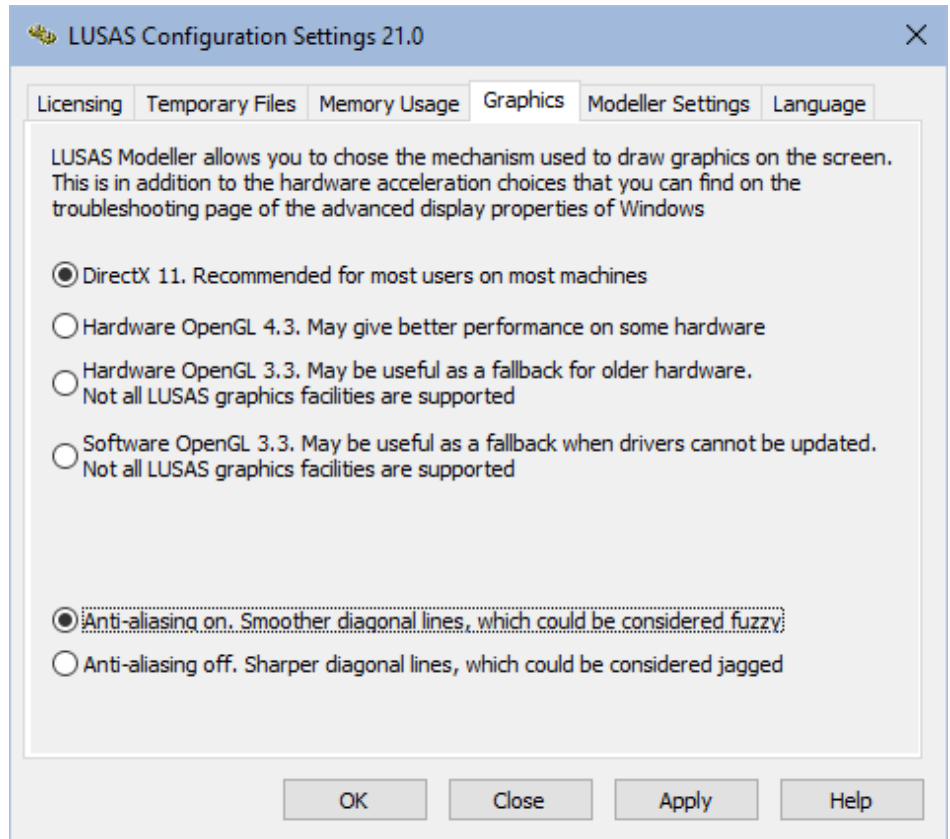 LUSAS Configuration Settings 21.0
Licensing Temporary Files Memory Usage Graphics Modeller Settings Language
LUSAS Modeller allows you to chose the mechanism used to draw graphics on the screen.
This is in addition to the hardware acceleration choices that you can find on the
troubleshooting page of the advanced display properties of Windows
DirectX 11. Recommended for most users on most machines
Hardware OpenGL 4.3. May give better performance on some hardware
Hardware OpenGL 3.3. May be useful as a fallback for older hardware.
Not all LUSAS graphics facilities are supported
Software OpenGL 3.3. May be useful as a fallback when drivers cannot be updated.
Not all LUSAS graphics facilities are supported
Anti-aliasing on. Smoother diagonal lines, which could be considered fuzzy
Anti-aliasing off. Sharper diagonal lines, which could be considered jagged
OK Close Apply Help